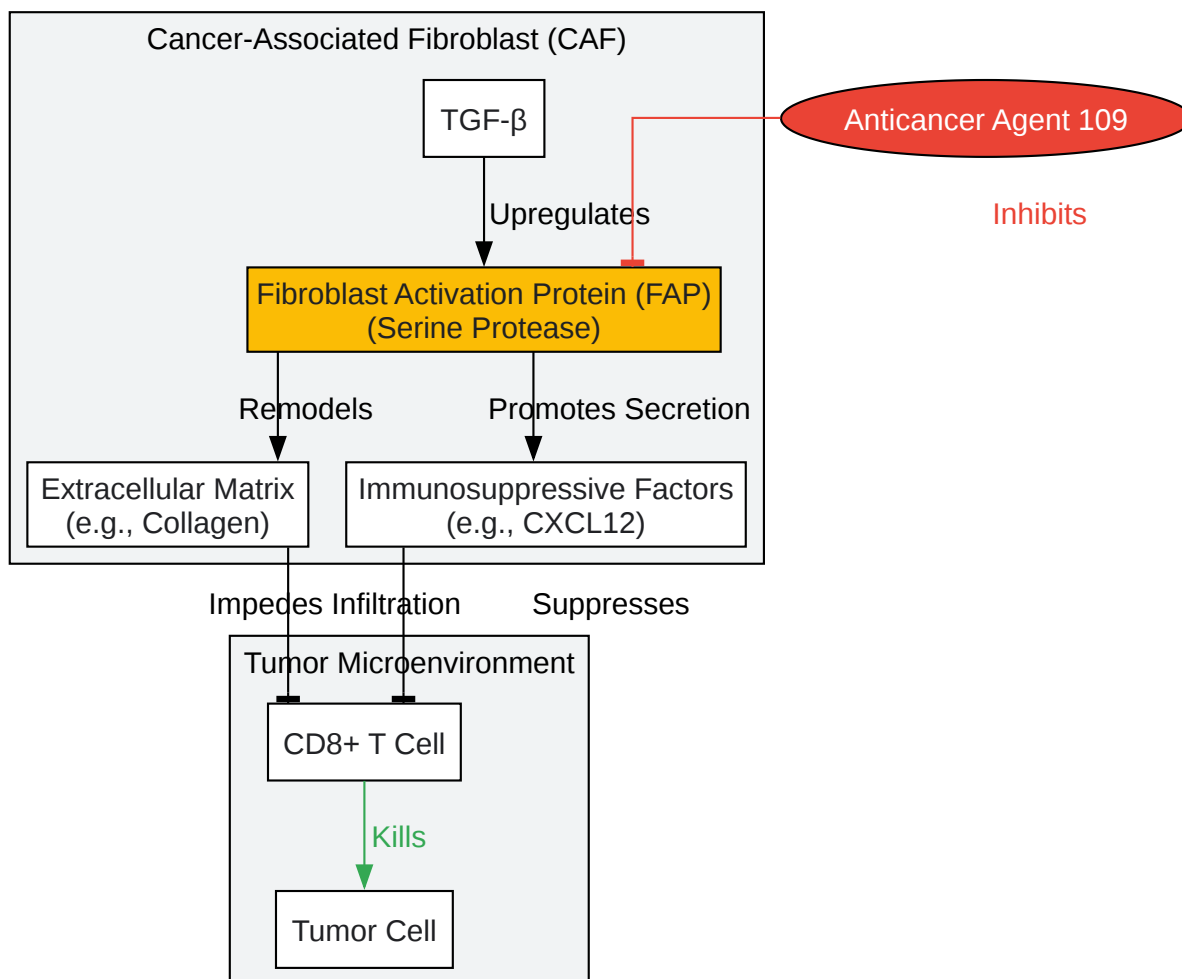 Cancer-Associated Fibroblast (CAF)
TGF-β
Anticancer Agent 109
Upregulates
Inhibits
Fibroblast Activation Protein (FAP)
(Serine Protease)
Remodels
Promotes Secretion
Extracellular Matrix
(e.g., Collagen)
Immunosuppressive Factors
(e.g., CXCL12)
Impedes Infiltration
Suppresses
Tumor Microenvironment
CD8+ T Cell
Kills
Tumor Cell